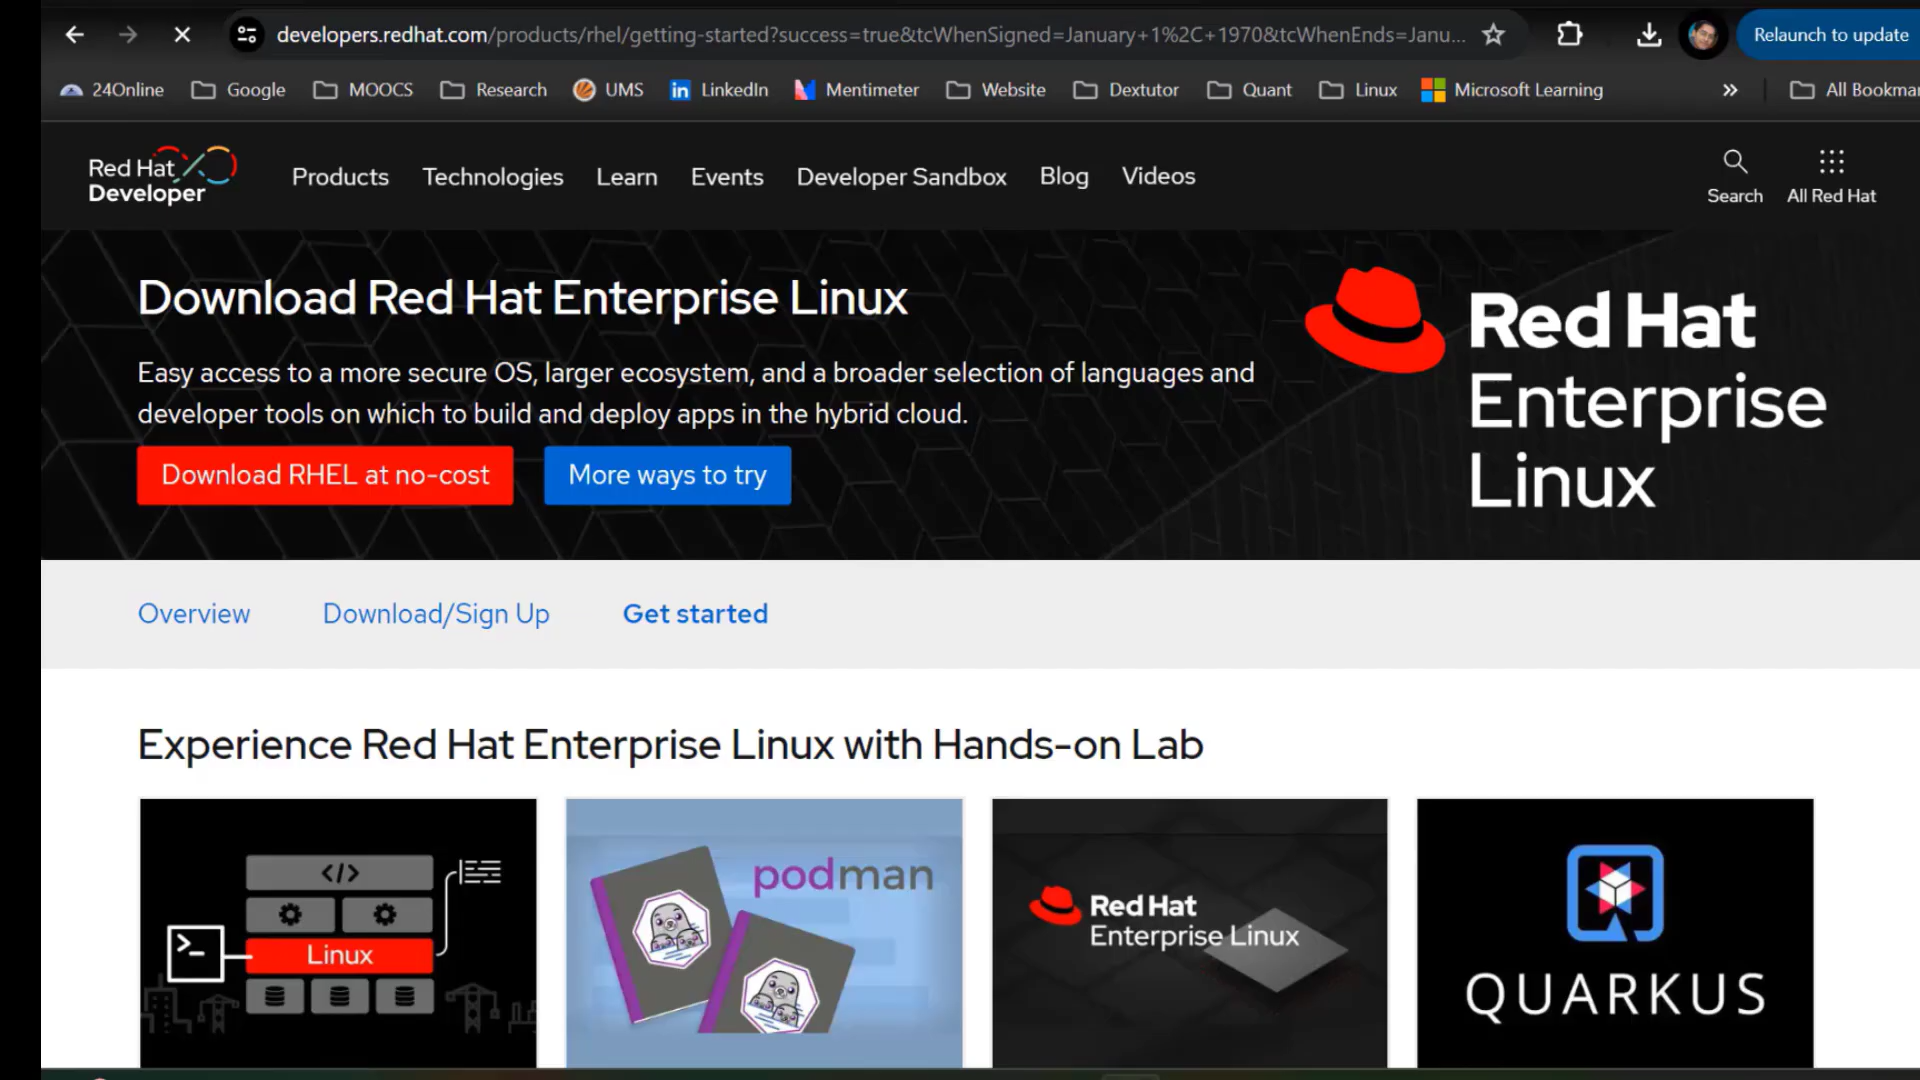 developers.redhat.com/products/rhel/getting-started?success=true&tcWhenSigned=January+1%2C+1970&tcWhenEnds=Janu...
Relaunch to update
24Online
Google
MOOCS
Research
UMS
LinkedIn
Mentimeter
Website
Dextutor
Quant
Linux
Microsoft Learning
»
All Bookmar
Red Hat
Developer
Products
Technologies
Learn
Events
Developer Sandbox
Blog
Videos
Search
All Red Hat
Download Red Hat Enterprise Linux
Easy access to a more secure OS, larger ecosystem, and a broader selection of languages and
developer tools on which to build and deploy apps in the hybrid cloud.
Download RHEL at no-cost
More ways to try
Red Hat
Enterprise
Linux
Overview
Download/Sign Up
Get started
Experience Red Hat Enterprise Linux with Hands-on Lab
</>
>_
Linux
podman
Red Hat
Enterprise Linux
QUARKUS